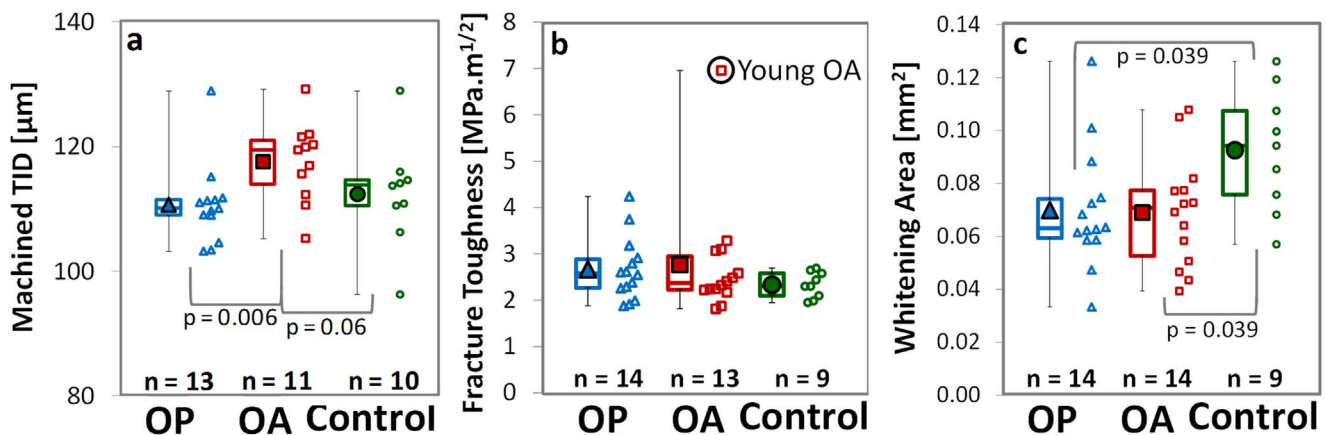 a
Machined TID [µm]
140
120
100
80
p = 0.006
p = 0.06
n = 13
n = 11
n = 10
OP
OA
Control
b
Fracture Toughness [MPa.m1/2]
8
7
6
5
4
3
2
1
0
Young OA
n = 14
n = 13
n = 9
OP
OA
Control
c
Whitening Area [mm2]
0.14
0.12
0.10
0.08
0.06
0.04
0.02
0.00
p = 0.039
p = 0.039
n = 14
n = 14
n = 9
OP
OA
Control